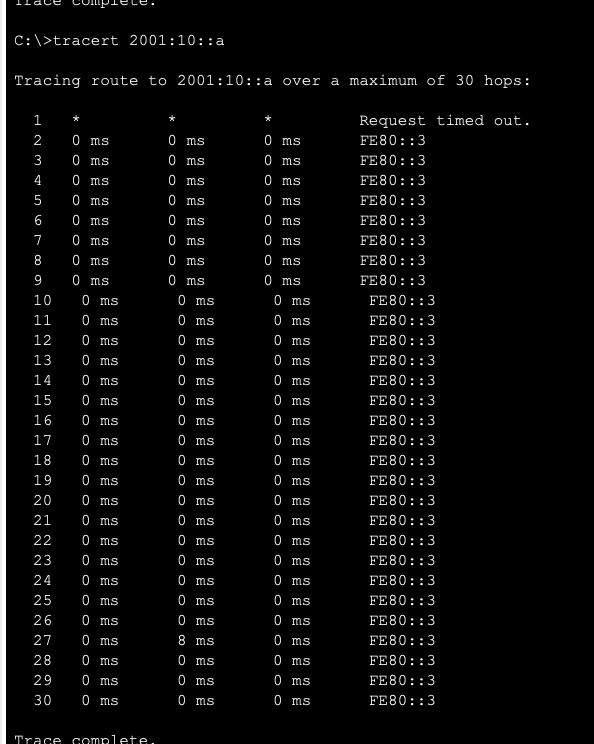 Trace complete.
C:\>tracert 2001:10::a
Tracing route to 2001:10::a over a maximum of 30 hops:
1 * * * Request timed out.
2 0 ms 0 ms 0 ms FE80::3
3 0 ms 0 ms 0 ms FE80::3
4 0 ms 0 ms 0 ms FE80::3
5 0 ms 0 ms 0 ms FE80::3
6 0 ms 0 ms 0 ms FE80::3
7 0 ms 0 ms 0 ms FE80::3
8 0 ms 0 ms 0 ms FE80::3
9 0 ms 0 ms 0 ms FE80::3
10 0 ms 0 ms 0 ms FE80::3
11 0 ms 0 ms 0 ms FE80::3
12 0 ms 0 ms 0 ms FE80::3
13 0 ms 0 ms 0 ms FE80::3
14 0 ms 0 ms 0 ms FE80::3
15 0 ms 0 ms 0 ms FE80::3
16 0 ms 0 ms 0 ms FE80::3
17 0 ms 0 ms 0 ms FE80::3
18 0 ms 0 ms 0 ms FE80::3
19 0 ms 0 ms 0 ms FE80::3
20 0 ms 0 ms 0 ms FE80::3
21 0 ms 0 ms 0 ms FE80::3
22 0 ms 0 ms 0 ms FE80::3
23 0 ms 0 ms 0 ms FE80::3
24 0 ms 0 ms 0 ms FE80::3
25 0 ms 0 ms 0 ms FE80::3
26 0 ms 0 ms 0 ms FE80::3
27 0 ms 8 ms 0 ms FE80::3
28 0 ms 0 ms 0 ms FE80::3
29 0 ms 0 ms 0 ms FE80::3
30 0 ms 0 ms 0 ms FE80::3
Trace complete.